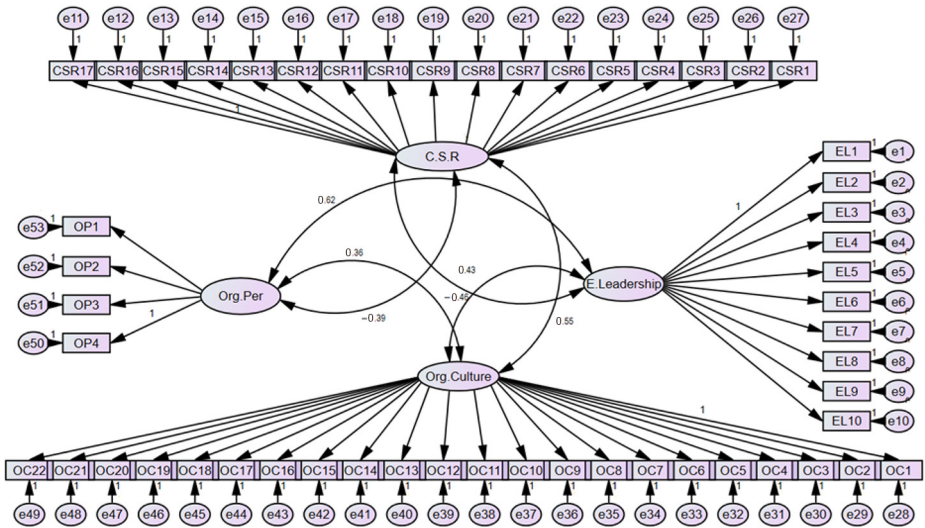 e11 e12 e13 e14 e15 e16 e17 e18 e19 e20 e21 e22 e23 e24 e25 e26 e27
1 1 1 1 1 1 1 1 1 1 1 1 1 1 1 1 1
CSR17 CSR16 CSR15 CSR14 CSR13 CSR12 CSR11 CSR10 CSR9 CSR8 CSR7 CSR6 CSR5 CSR4 CSR3 CSR2 CSR1
1
C.S.R
EL1 1 e1
EL2 1 e2
EL3 1 e3
EL4 1 e4
EL5 1 e5
EL6 1 e6
EL7 1 e7
EL8 1 e8
EL9 1 e9
EL10 1 e10
1
0.62
e53 1 OP1
e52 1 OP2
e51 1 OP3
e50 1 OP4
1
Org.Per
E.Leadership
0.36
0.43
-0.46
-0.39
0.55
Org.Culture
1
OC22 OC21 OC20 OC19 OC18 OC17 OC16 OC15 OC14 OC13 OC12 OC11 OC10 OC9 OC8 OC7 OC6 OC5 OC4 OC3 OC2 OC1
1 1 1 1 1 1 1 1 1 1 1 1 1 1 1 1 1 1 1 1 1 1
e49 e48 e47 e46 e45 e44 e43 e42 e41 e40 e39 e38 e37 e36 e35 e34 e33 e32 e31 e30 e29 e28